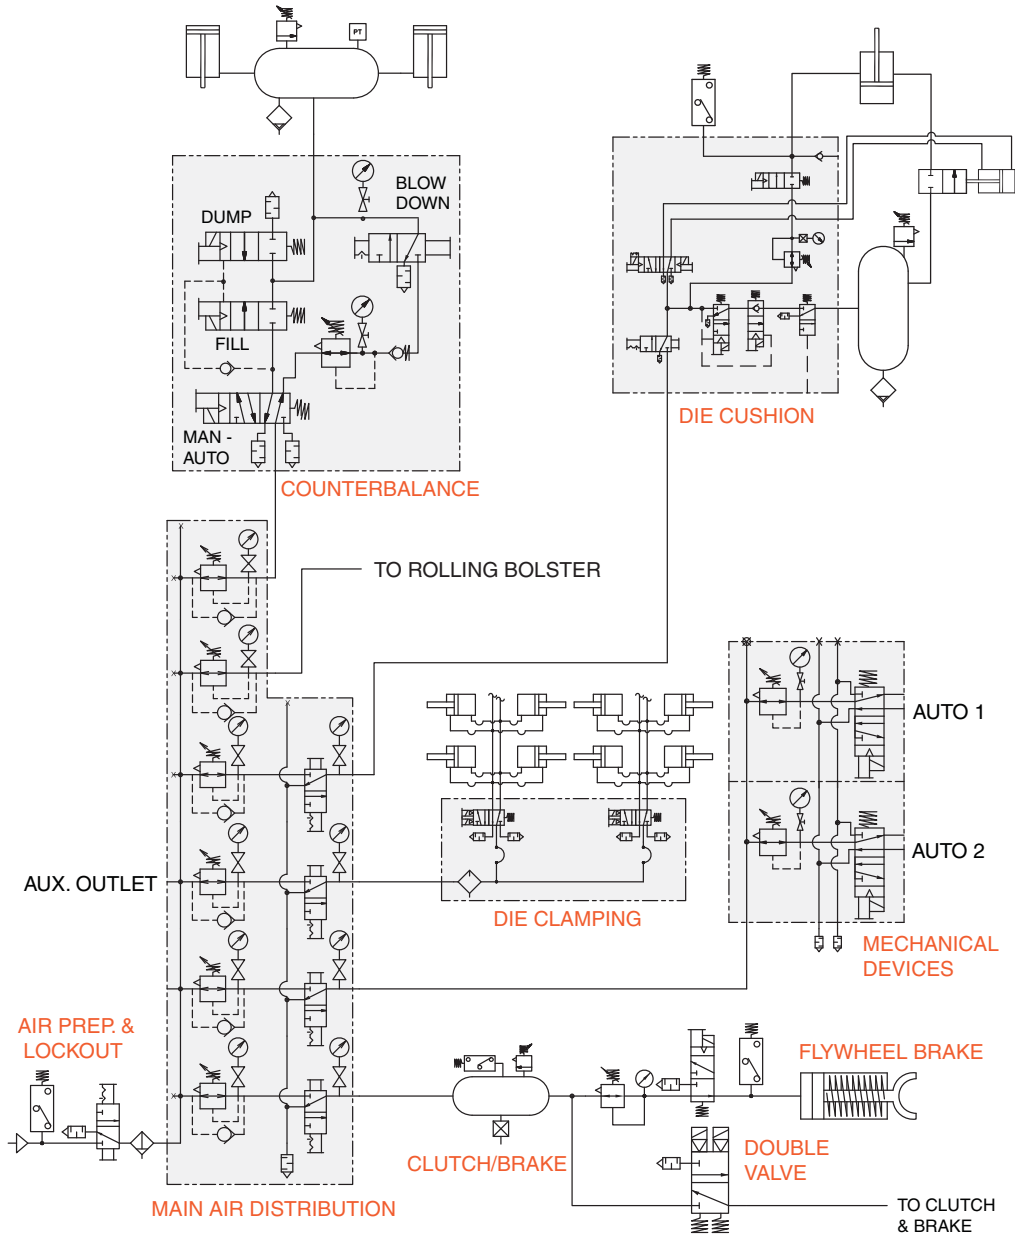 PT
BLOW
DOWN
DUMP
FILL
MAN -
AUTO
COUNTERBALANCE
DIE CUSHION
TO ROLLING BOLSTER
AUTO 1
AUTO 2
AUX. OUTLET
DIE CLAMPING
MECHANICAL
DEVICES
AIR PREP. &
LOCKOUT
FLYWHEEL BRAKE
CLUTCH/BRAKE
DOUBLE
VALVE
MAIN AIR DISTRIBUTION
TO CLUTCH
& BRAKE